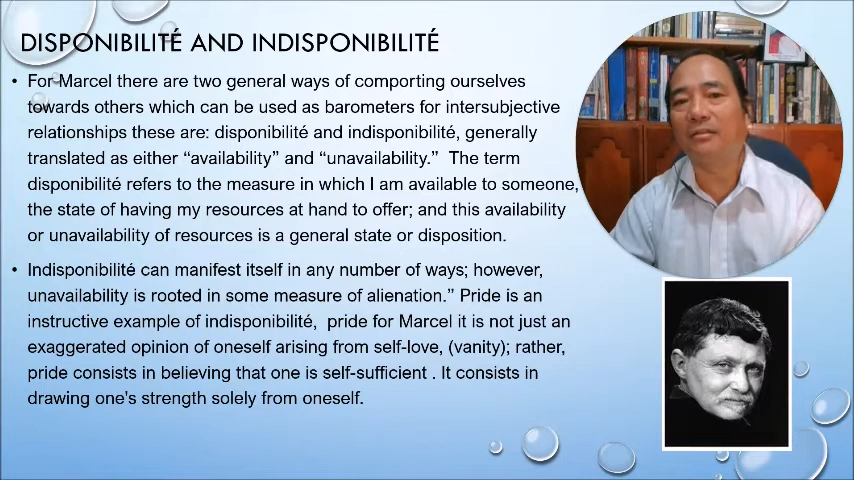 DISPONIBILITÉ AND INDISPONIBILITÉ
• For Marcel there are two general ways of comporting ourselves
towards others which can be used as barometers for intersubjective
relationships these are: disponibilité and indisponibilité, generally
translated as either “availability” and “unavailability.” The term
disponibilité refers to the measure in which I am available to someone,
the state of having my resources at hand to offer; and this availability
or unavailability of resources is a general state or disposition.
• Indisponibilité can manifest itself in any number of ways; however,
unavailability is rooted in some measure of alienation.” Pride is an
instructive example of indisponibilité, pride for Marcel it is not just an
exaggerated opinion of oneself arising from self-love, (vanity); rather,
pride consists in believing that one is self-sufficient . It consists in
drawing one's strength solely from oneself.